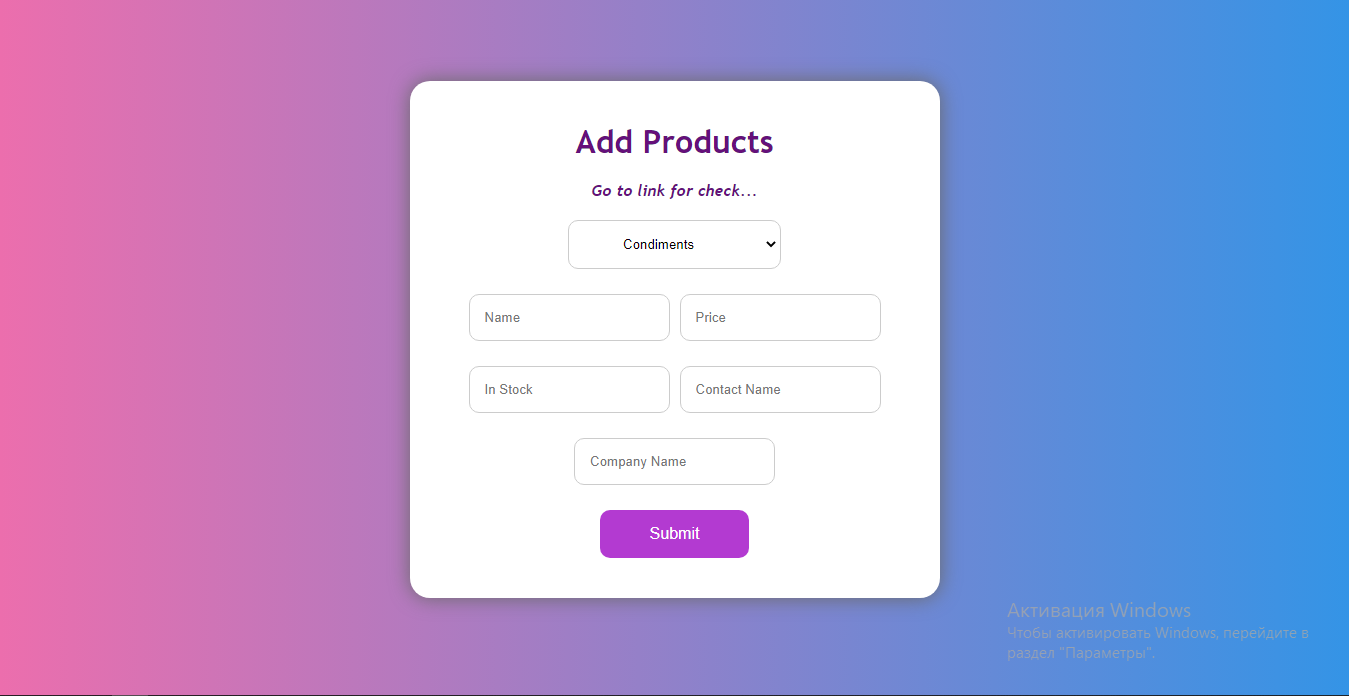 Add Products
Go to link for check...
Condiments
Name
Price
In Stock
Contact Name
Company Name
Submit
Активация Windows
Чтобы активировать Windows, перейдите в
раздел "Параметры".